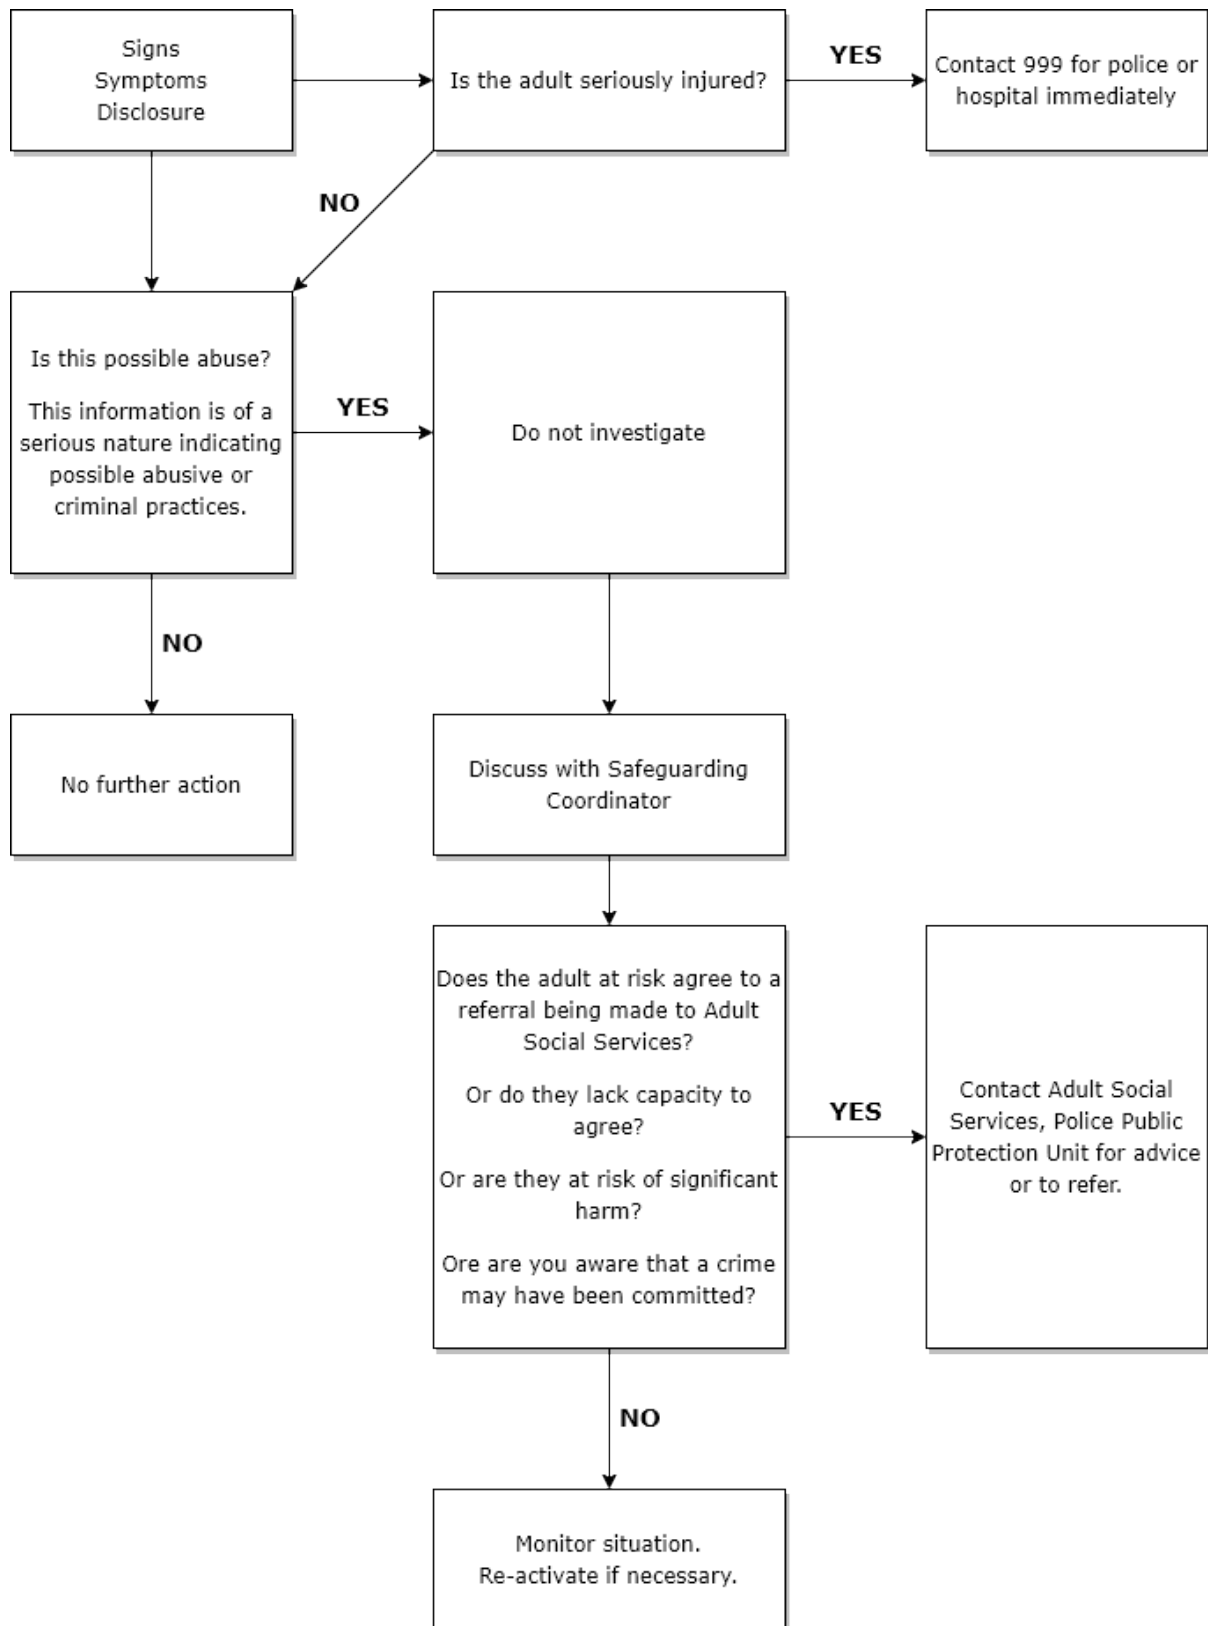 Signs
Symptoms
Disclosure
Is the adult seriously injured?
YES
Contact 999 for police or
hospital immediately
NO
Is this possible abuse?
This information is of a
serious nature indicating
possible abusive or
criminal practices.
YES
Do not investigate
NO
No further action
Discuss with Safeguarding
Coordinator
Does the adult at risk agree to a
referral being made to Adult
Social Services?
Or do they lack capacity to
agree?
Or are they at risk of significant
harm?
Ore are you aware that a crime
may have been committed?
YES
Contact Adult Social
Services, Police Public
Protection Unit for advice
or to refer.
NO
Monitor situation.
Re-activate if necessary.